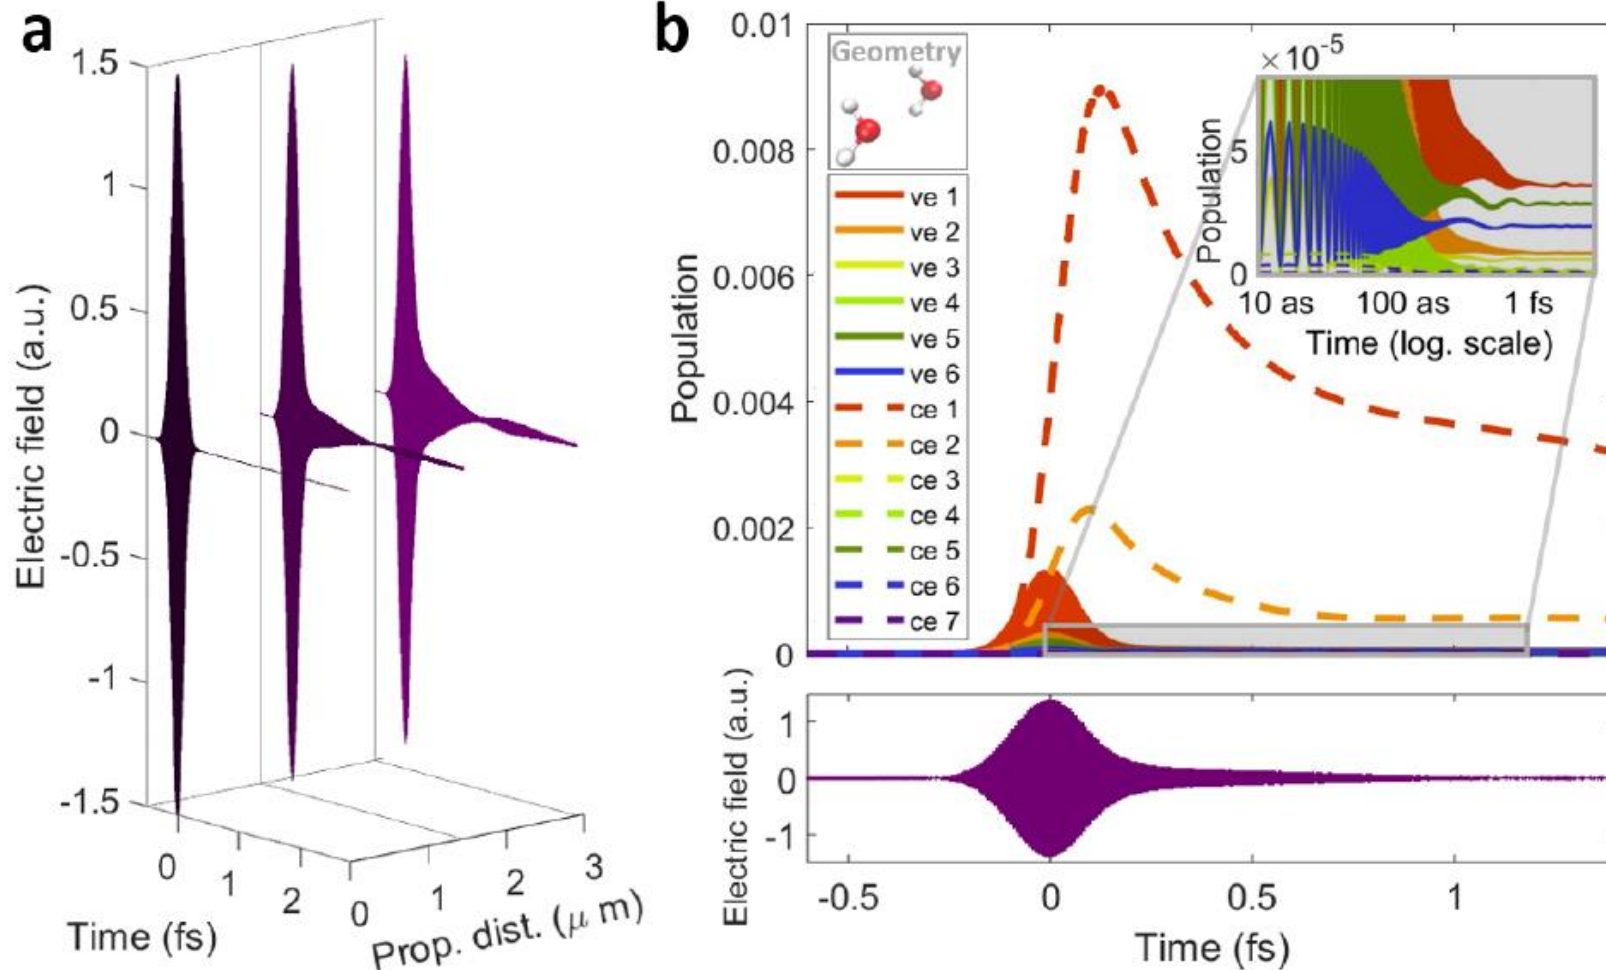 a
1.5
1
0.5
0
-0.5
-1
-1.5
Electric field (a.u.)
0
1
2
Time (fs)
0
1
2
3
Prop. dist. (μ m)
b
0.01
0.008
0.006
0.004
0.002
0
Population
Geometry
ve 1
ve 2
ve 3
ve 4
ve 5
ve 6
ce 1
ce 2
ce 3
ce 4
ce 5
ce 6
ce 7
× 10⁻⁵
5
0
Population
10 as 100 as 1 fs
Time (log. scale)
1
0
-1
Electric field (a.u.)
-0.5 0 0.5 1
Time (fs)